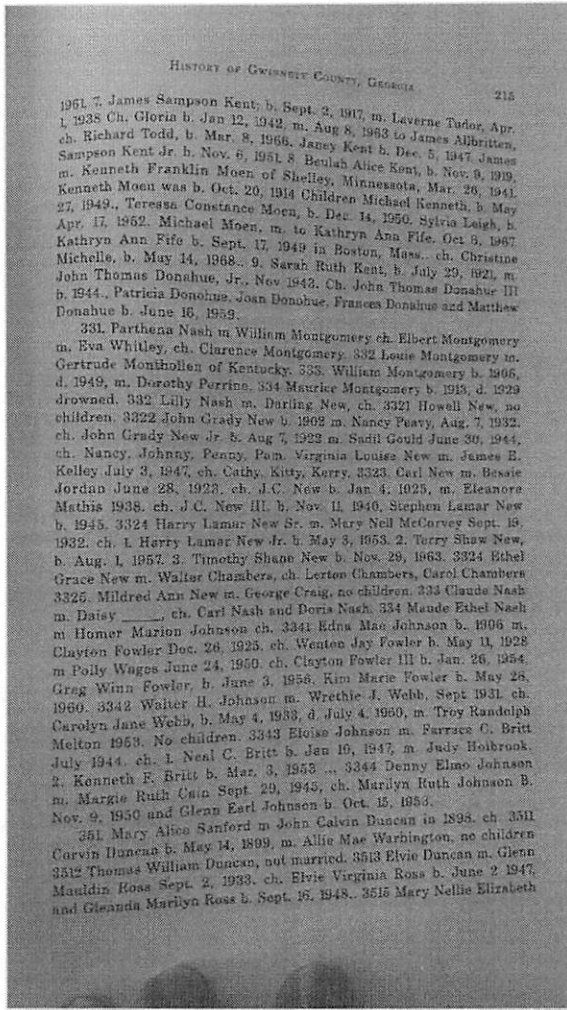 HISTORY OF GWINNETT COUNTY, GEORGIA 215
1961. 7. James Sampson Kent; b. Sept. 2, 1917, m. Laverne Tudor, Apr.
1, 1938 Ch. Gloria b. Jan 12, 1942, m. Aug 8, 1963 to James Allbritten,
ch. Richard Todd, b. Mar. 8, 1966, Janey Kent b. Dec. 5, 1947. James
Sampson Kent Jr. b. Nov. 6, 1951. 8. Beulah Alice Kent, b. Nov. 9, 1919,
m. Kenneth Franklin Moen of Shelley, Minnesota, Mar. 26, 1941.
Kenneth Moen was b. Oct. 20, 1914 Children Michael Kenneth, b. May
27, 1949., Teressa Constance Moen, b. Dec. 14, 1950. Sylvia Leigh, b.
Apr. 17, 1952. Michael Moen, m. to Kathryn Ann Fife, Oct 8, 1967.
Kathryn Ann Fife b. Sept. 17, 1949 in Boston, Mass.. ch. Christine
Michelle, b. May 14, 1968.. 9. Sarah Ruth Kent, b. July 29, 1921, m.
John Thomas Donahue, Jr., Nov 1943. Ch. John Thomas Donahue III
b. 1944., Patricia Donohue, Joan Donohue, Frances Donahue and Matthew
Donahue b. June 16, 1959.
331. Parthena Nash m William Montgomery ch. Elbert Montgomery
m. Eva Whitley, ch. Clarence Montgomery. 332 Louie Montgomery m.
Gertrude Monthollen of Kentucky. 333. William Montgomery b. 1906,
d. 1949, m. Dorothy Perrine. 334 Maurice Montgomery b. 1913, d. 1929
drowned. 332 Lilly Nash m. Darling New, ch. 3321 Howell New, no
children. 3322 John Grady New b. 1902 m. Nancy Peavy, Aug. 7, 1932.
ch. John Grady New Jr. b. Aug 7, 1922 m. Sadil Gould June 30, 1944,
ch. Nancy, Johnny, Penny, Pam. Virginia Louise New m. James E.
Kelley July 3, 1947, ch. Cathy, Kitty, Kerry. 3323. Carl New m. Bessie
Jordan June 28, 1923, ch. J.C. New b. Jan 4, 1925, m. Eleanore
Mathis 1938. ch. J.C. New III. b. Nov. 11, 1940, Stephen Lamar New
b. 1945. 3324 Harry Lamar New Sr. m. Mary Nell McCorvey Sept. 19,
1932. ch. 1. Harry Lamar New Jr. b. May 3, 1953. 2. Terry Shaw New,
b. Aug. 1, 1957. 3. Timothy Shane New b. Nov. 29, 1963. 3324 Ethel
Grace New m. Walter Chambers, ch. Lerton Chambers, Carol Chambers
3325. Mildred Ann New m. George Craig, no children. 333 Claude Nash
m. Daisy _____, ch. Carl Nash and Doris Nash. 334 Maude Ethel Nash
m Homer Marion Johnson ch. 3341 Edna Mae Johnson b. 1906 m.
Clayton Fowler Dec. 26, 1925. ch. Wenton Jay Fowler b. May 11, 1928
m Polly Wages June 24, 1950. ch. Clayton Fowler III b. Jan. 26, 1954,
Greg Winn Fowler, b. June 3, 1956. Kim Marie Fowler b. May 28,
1960. 3342 Walter H. Johnson m. Wrethie J. Webb, Sept 1931. ch.
Carolyn Jane Webb, b. May 4, 1933, d. July 4, 1960, m. Troy Randolph
Melton 1953. No children. 3343 Eloise Johnson m. Farrace C. Britt
July 1944. ch. 1. Neal C. Britt b. Jan 10, 1947, m. Judy Holbrook.
2. Kenneth F. Britt b. Mar. 3, 1953 ... 3344 Denny Elmo Johnson
m. Margie Ruth Cain Sept. 29, 1945, ch. Marilyn Ruth Johnson B.
Nov. 9, 1950 and Glenn Earl Johnson b. Oct. 15, 1953.
351. Mary Alice Sanford m John Calvin Duncan in 1898. ch 3511
Corvin Duncan b. May 14, 1899, m. Allie Mae Warbington, no children
3512 Thomas William Duncan, not married. 3513 Elvie Duncan m. Glenn
Mauldin Ross Sept. 2, 1933. ch. Elvie Virginia Ross b. June 2 1947,
and Gleanda Marilyn Ross b. Sept. 16, 1948.. 3515 Mary Nellie Elizabeth